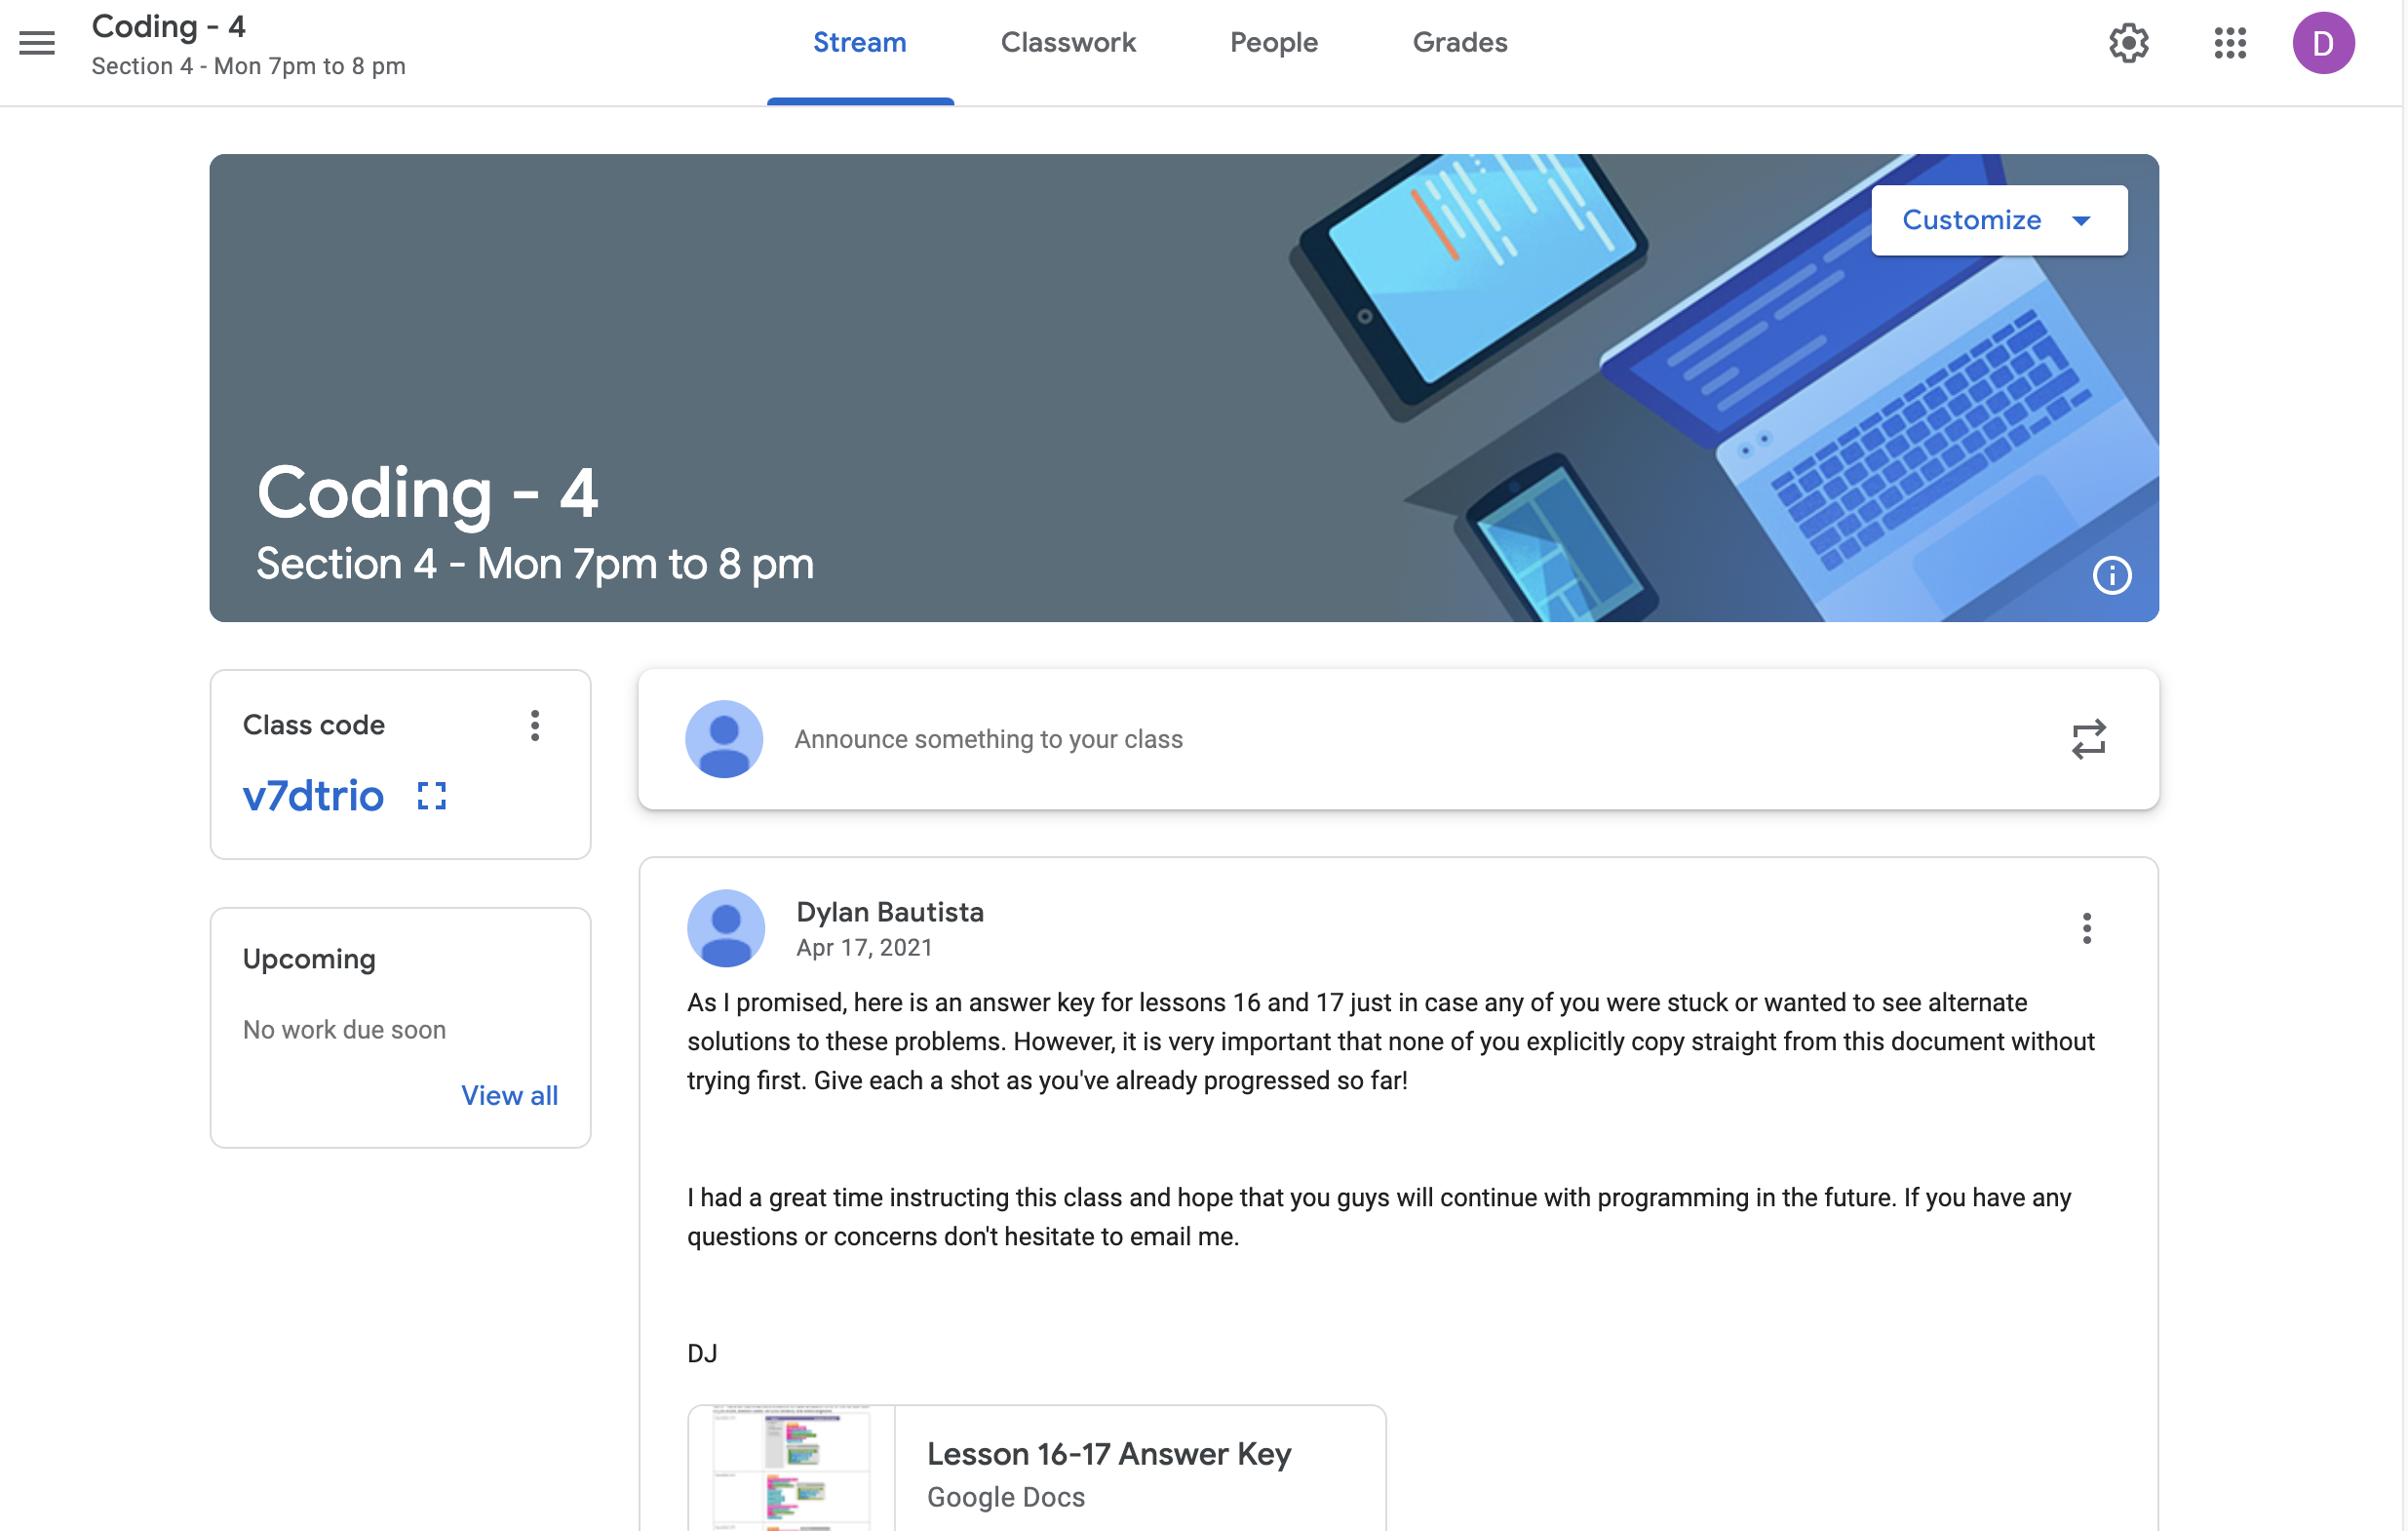 Coding - 4
Section 4 - Mon 7pm to 8 pm
Stream
Classwork
People
Grades
D
Customize
Coding - 4
Section 4 - Mon 7pm to 8 pm
Class code
v7dtrio
Announce something to your class
Upcoming
No work due soon
View all
Dylan Bautista
Apr 17, 2021
As I promised, here is an answer key for lessons 16 and 17 just in case any of you were stuck or wanted to see alternate
solutions to these problems. However, it is very important that none of you explicitly copy straight from this document without
trying first. Give each a shot as you've already progressed so far!
I had a great time instructing this class and hope that you guys will continue with programming in the future. If you have any
questions or concerns don't hesitate to email me.
DJ
Lesson 16-17 Answer Key
Google Docs